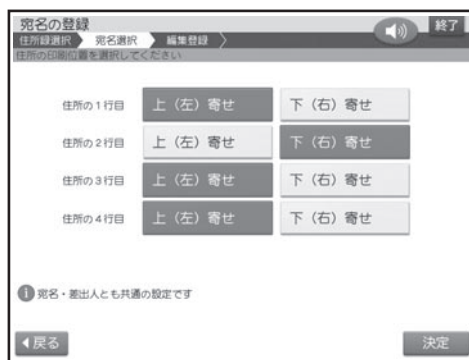 宛名の登録
終了
住所録選択 宛名選択 編集登録
住所の印刷位置を選択してください
住所の1行目 上（左）寄せ 下（右）寄せ
住所の2行目 上（左）寄せ 下（右）寄せ
住所の3行目 上（左）寄せ 下（右）寄せ
住所の4行目 上（左）寄せ 下（右）寄せ
i 宛名・差出人とも共通の設定です
戻る 決定